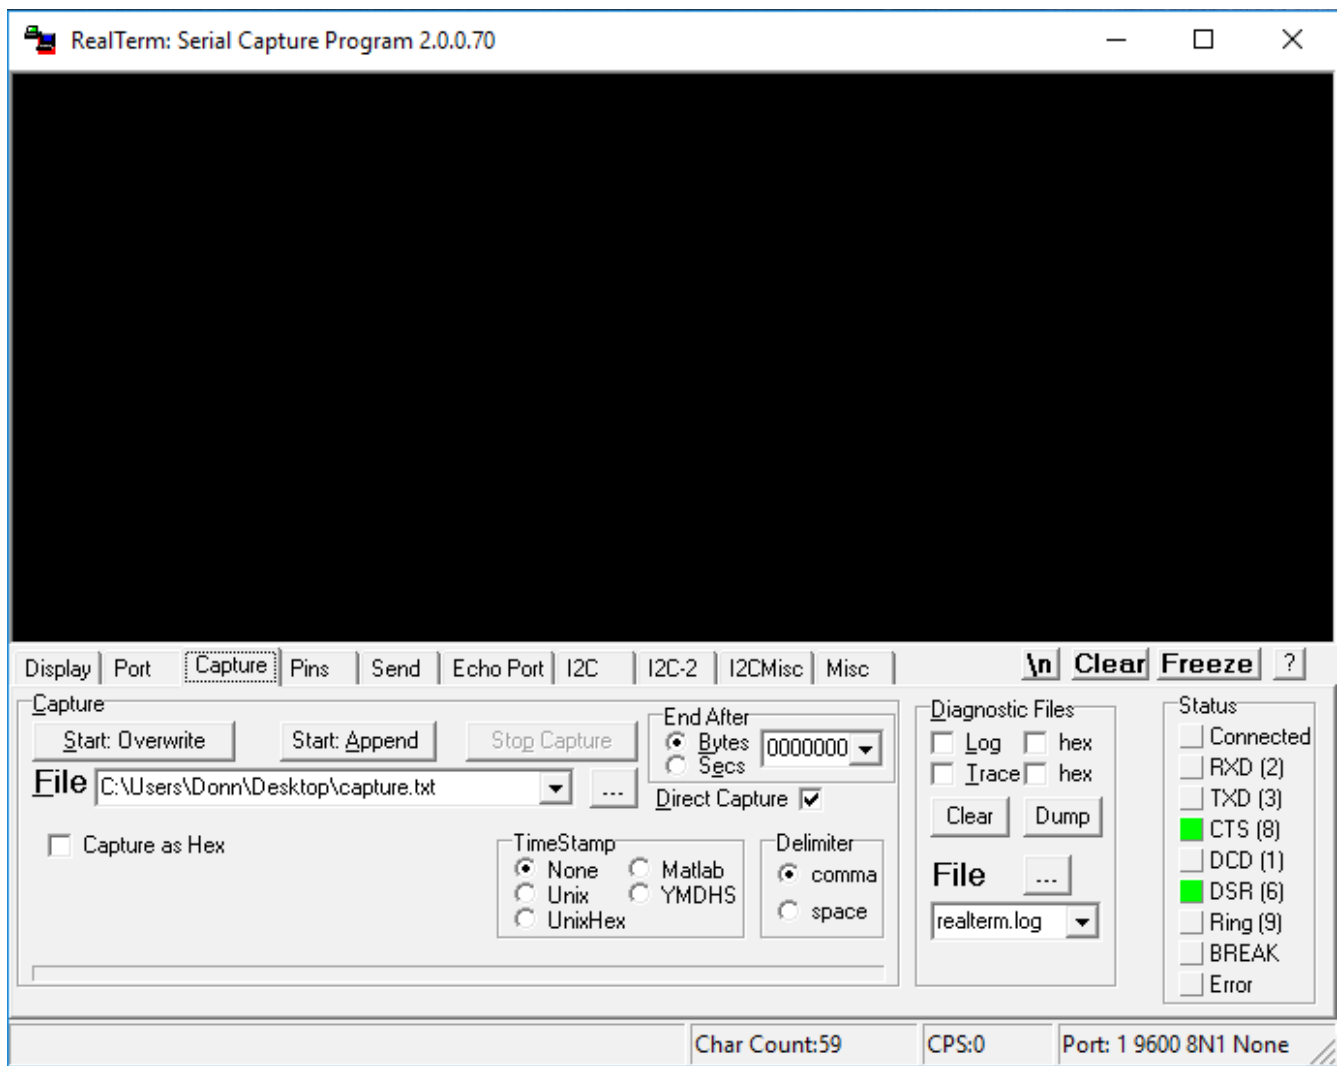 RealTerm: Serial Capture Program 2.0.0.70
Display Port Capture Pins Send Echo Port I2C I2C-2 I2CMisc Misc \n Clear Freeze ?
Capture
Start: Overwrite Start: Append Stop Capture
File C:\Users\Donn\Desktop\capture.txt ...
Capture as Hex
End After
Bytes 0000000
Secs
Direct Capture
TimeStamp
None Matlab
Unix YMDHS
UnixHex
Delimiter
comma
space
Diagnostic Files
Log hex
Trace hex
Clear Dump
File ...
realterm.log
Status
Connected
RXD (2)
TXD (3)
CTS (8)
DCD (1)
DSR (6)
Ring (9)
BREAK
Error
Char Count:59 CPS:0 Port: 1 9600 8N1 None